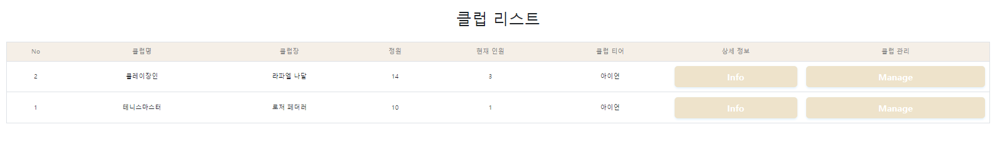 클럽 리스트
No 클럽명 클럽장 정원 현재 인원 클럽 티어 상세 정보 클럽 관리
2 클레이장인 라파엘 나달 14 3 아이언 Info Manage
1 테니스마스터 로저 페더러 10 1 아이언 Info Manage